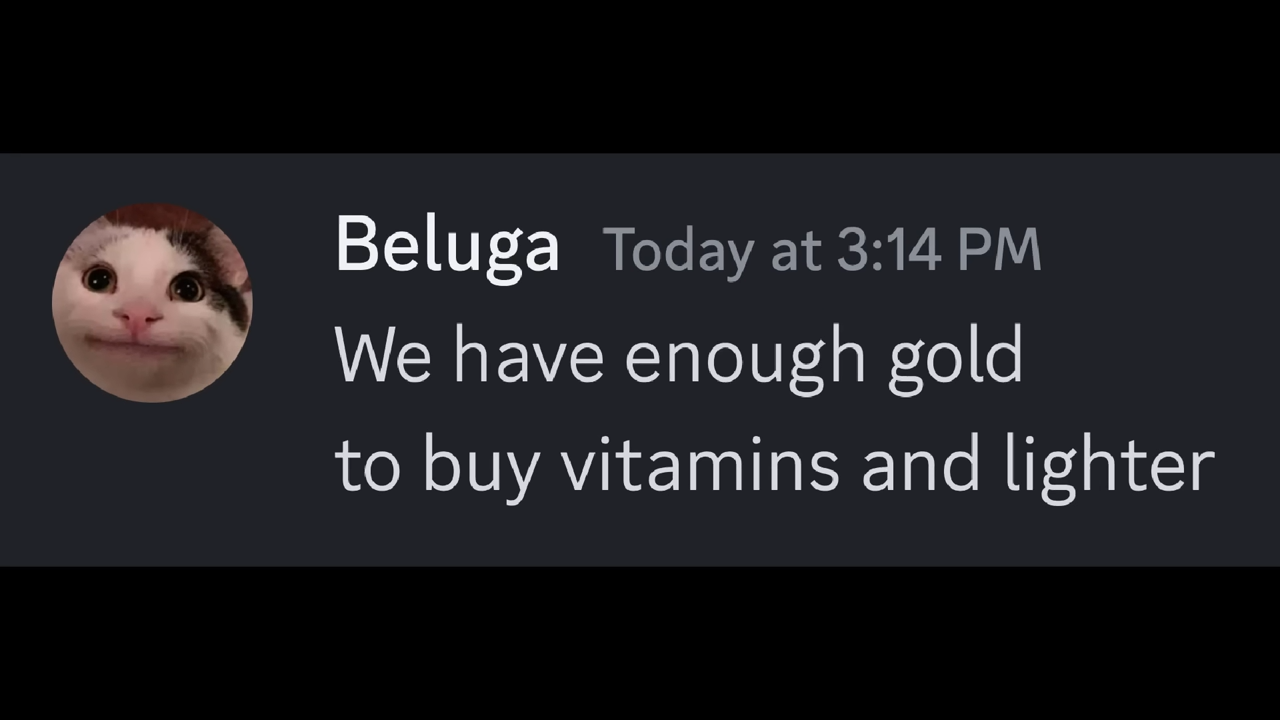 Beluga Today at 3:14 PM
We have enough gold
to buy vitamins and lighter